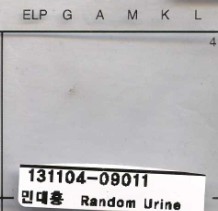 ELP G A M K L
4
131104-09011
민대홍 Random Urine